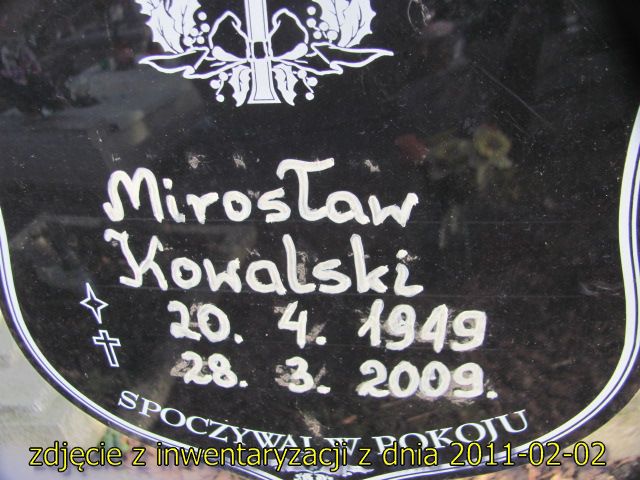 Mirosław
Kowalski
20. 4. 1949
28. 3. 2009.
SPOCZYWAJ W POKOJU
zdjęcie z inwentaryzacji z dnia 2011-02-02